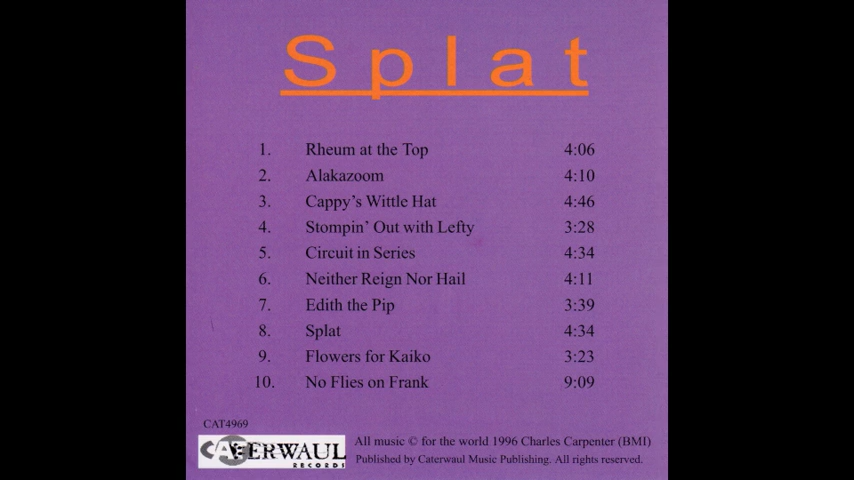 Splat
1. Rheum at the Top 4:06
2. Alakazoom 4:10
3. Cappy’s Wittle Hat 4:46
4. Stompin’ Out with Lefty 3:28
5. Circuit in Series 4:34
6. Neither Reign Nor Hail 4:11
7. Edith the Pip 3:39
8. Splat 4:34
9. Flowers for Kaiko 3:23
10. No Flies on Frank 9:09
CAT4969
CATERWAUL
RECORDS
All music © for the world 1996 Charles Carpenter (BMI)
Published by Caterwaul Music Publishing. All rights reserved.